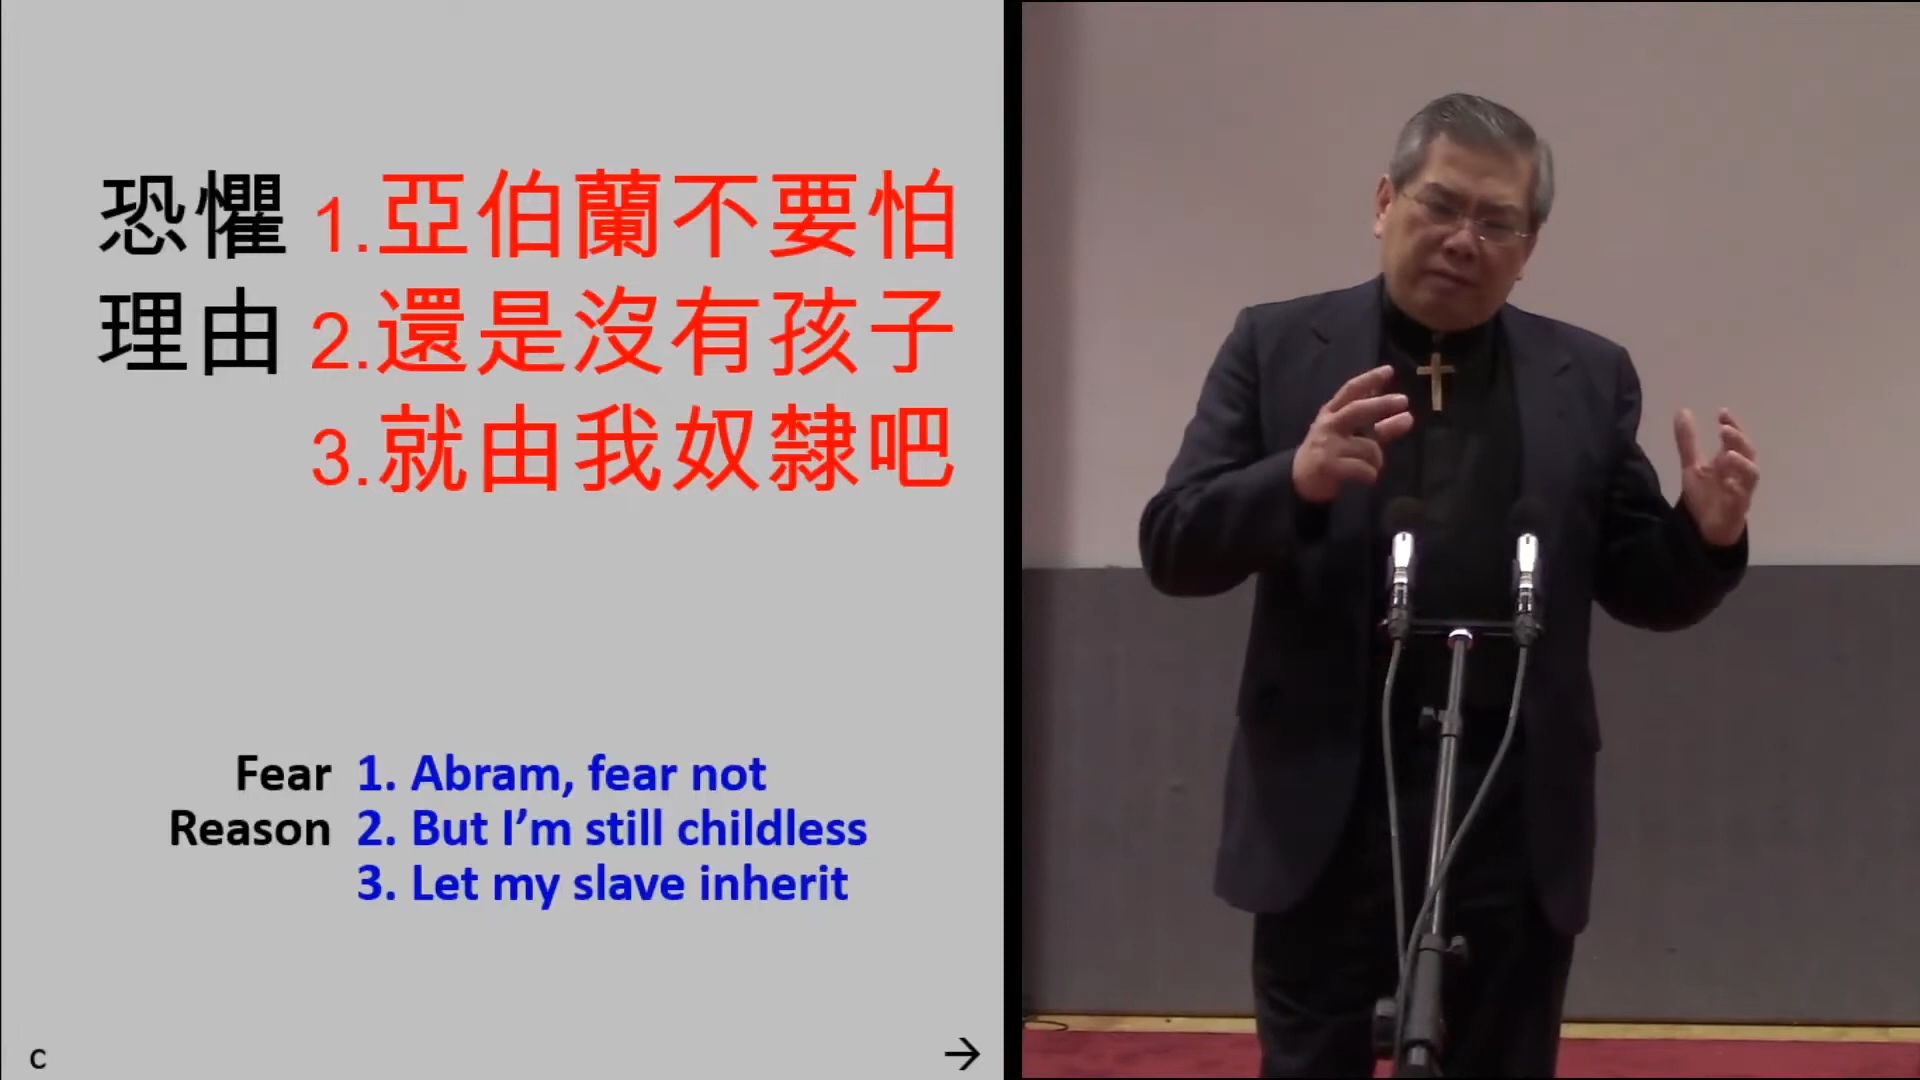 恐懼 1.亞伯蘭不要怕
理由 2.還是沒有孩子
3.就由我奴隸吧
Fear 1. Abram, fear not
Reason 2. But I'm still childless
3. Let my slave inherit
C →